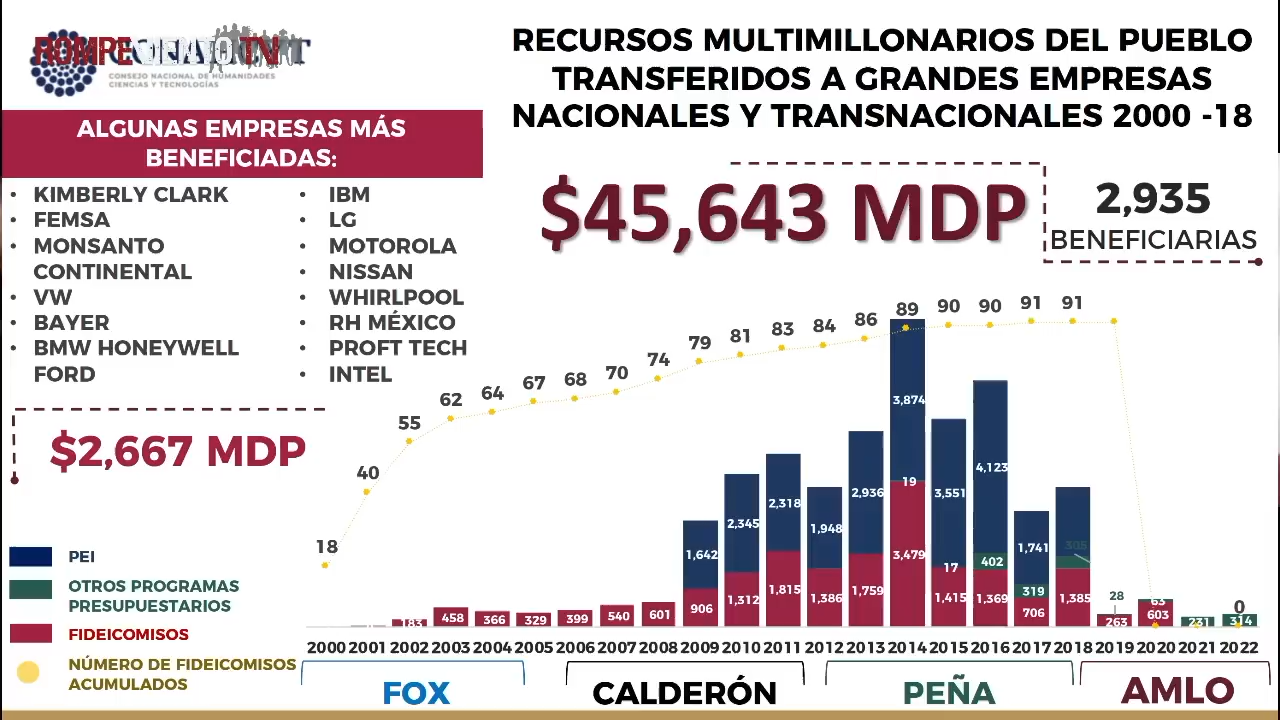 ROMPEVIENTO TV
CONSEJO NACIONAL DE HUMANIDADES
CIENCIAS Y TECNOLOGÍAS
RECURSOS MULTIMILLONARIOS DEL PUEBLO
TRANSFERIDOS A GRANDES EMPRESAS
NACIONALES Y TRANSNACIONALES 2000 -18
ALGUNAS EMPRESAS MÁS
BENEFICIADAS:
• KIMBERLY CLARK
• FEMSA
• MONSANTO
CONTINENTAL
• VW
• BAYER
• BMW HONEYWELL
FORD
• IBM
• LG
• MOTOROLA
• NISSAN
• WHIRLPOOL
• RH MÉXICO
• PROFT TECH
• INTEL
$45,643 MDP
2,935
BENEFICIARIAS
$2,667 MDP
18 40 55 62 64 67 68 70 74 79 81 83 84 86 89 90 90 91 91 0
1,642 2,345 2,318 1,948 2,936 3,874 3,551 4,123 1,741
19 17 402 319 305 28 63 231 314
183 458 366 329 399 540 601 906 1,312 1,815 1,386 1,759 3,479 1,415 1,369 706 1,385 263 603
PEI
OTROS PROGRAMAS
PRESUPUESTARIOS
FIDEICOMISOS
NÚMERO DE FIDEICOMISOS
ACUMULADOS
2000 2001 2002 2003 2004 2005 2006 2007 2008 2009 2010 2011 2012 2013 2014 2015 2016 2017 2018 2019 2020 2021 2022
FOX CALDERÓN PEÑA AMLO